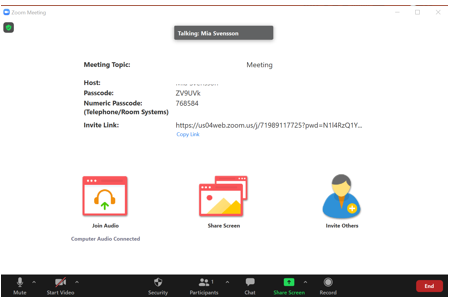 Zoom Meeting
Talking: Mia Svensson
Meeting Topic: Meeting
Host:
Passcode: ZV9UVk
Numeric Passcode: 768584
(Telephone/Room Systems)
Invite Link: https://us04web.zoom.us/j/71989117725?pwd=N1l4RzQ1Y...
Copy Link
Join Audio Share Screen Invite Others
Computer Audio Connected
Mute Start Video Security Participants 1 Chat Share Screen Record End